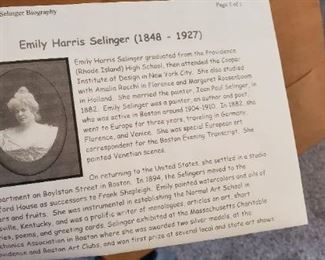 Selinger Biography
Page 1 of 1
Emily Harris Selinger (1848 - 1927)
Emily Harris Selinger graduated from the Providence
(Rhode Island) High School, then attended the Cooper
Institute of Design in New York City. She also studied
with Amalia Rocchi in Florence and Margaret Roosenboom
in Holland. She married the painter, Jean Paul Selinger, in
1882. Emily Selinger was a painter, an author and poet,
who was active in Boston around 1904-1910. In 1882, she
went to Europe for three years, traveling in Germany,
Florence, and Venice. She was special European art
correspondent for the Boston Evening Transcript. She
painted Venetian scenes.
On returning to the United States, she settled in a studio
apartment on Boylston Street in Boston. In 1894, the Selingers moved to the
ford House as successors to Frank Shapleigh. Emily painted watercolors and oils of
ers and fruits. She was instrumental in establishing the Normal Art School in
sville, Kentucky, and was a prolific writer of monologues, articles on art, short
ies, poems, and greeting cards. Selinger exhibited at the Massachusetts Charitable
chanics Association in Boston where she was awarded two silver medals, at the
idence and Boston Art Clubs, and won first prize at several local and state art shows